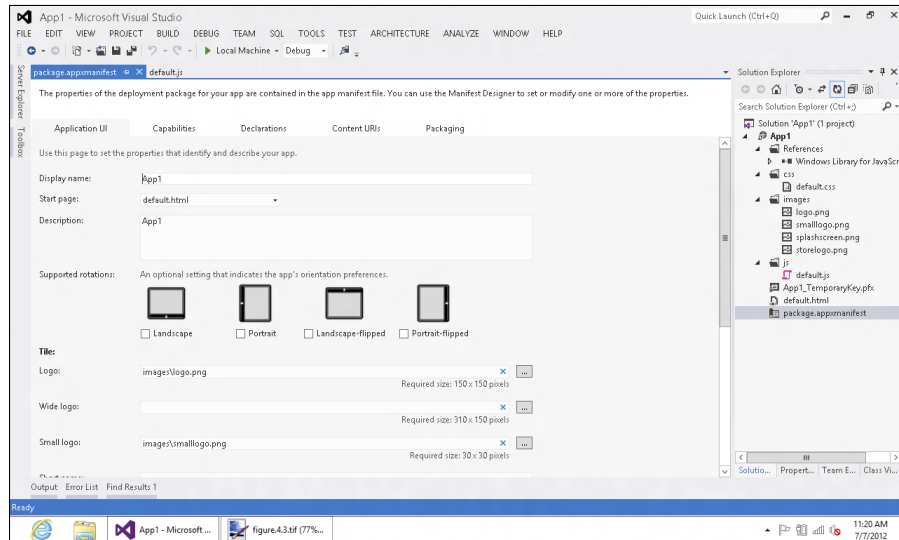 App1 - Microsoft Visual Studio
Quick Launch (Ctrl+Q)
FILE EDIT VIEW PROJECT BUILD DEBUG TEAM SQL TOOLS TEST ARCHITECTURE ANALYZE WINDOW HELP
Local Machine Debug
Server Explorer
Toolbox
package.appxmanifest default.js
The properties of the deployment package for your app are contained in the app manifest file. You can use the Manifest Designer to set or modify one or more of the properties.
Application UI Capabilities Declarations Content URIs Packaging
Use this page to set the properties that identify and describe your app.
Display name: App1
Start page: default.html
Description: App1
Supported rotations: An optional setting that indicates the app's orientation preferences.
Landscape Portrait Landscape-flipped Portrait-flipped
Tile:
Logo: images\logo.png ...
Required size: 150 x 150 pixels
Wide logo: ...
Required size: 310 x 150 pixels
Small logo: images\smalllogo.png ...
Required size: 30 x 30 pixels
Output Error List Find Results 1
Solution Explorer
Search Solution Explorer (Ctrl+;)
Solution 'App1' (1 project)
App1
References
Windows Library for JavaScr
css
default.css
images
logo.png
smalllogo.png
splashscreen.png
storelogo.png
js
default.js
App1_TemporaryKey.pfx
default.html
package.appxmanifest
Solutio... Propert... Team E... Class Vi...
Ready
App1 - Microsoft ... figure.4.3.tif (77%...
11:20 AM
7/7/2012